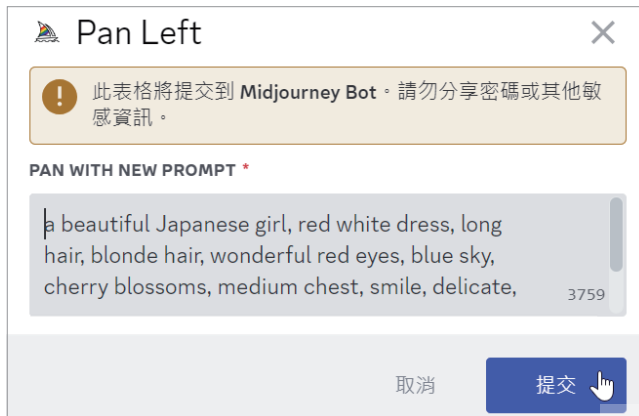 Pan Left
此表格將提交到 Midjourney Bot。請勿分享密碼或其他敏
感資訊。
PAN WITH NEW PROMPT *
a beautiful Japanese girl, red white dress, long
hair, blonde hair, wonderful red eyes, blue sky,
cherry blossoms, medium chest, smile, delicate,
3759
取消
提交